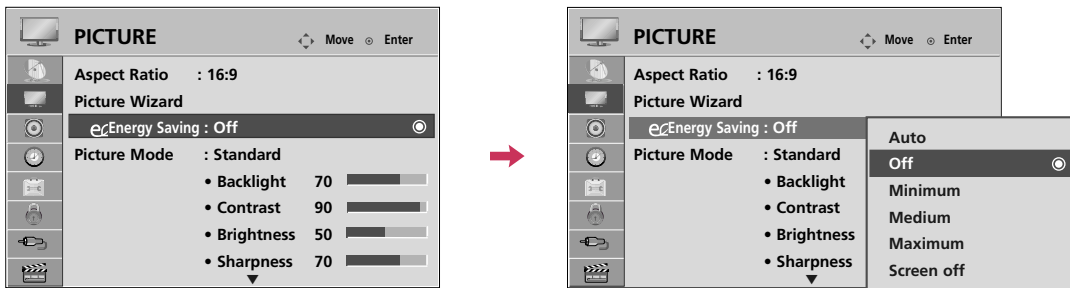 PICTURE Move Enter
Aspect Ratio : 16:9
Picture Wizard
Energy Saving : Off
Picture Mode : Standard
• Backlight 70
• Contrast 90
• Brightness 50
• Sharpness 70
PICTURE Move Enter
Aspect Ratio : 16:9
Picture Wizard
Energy Saving : Off
Picture Mode : Standard
• Backlight
• Contrast
• Brightness
• Sharpness
Auto
Off
Minimum
Medium
Maximum
Screen off